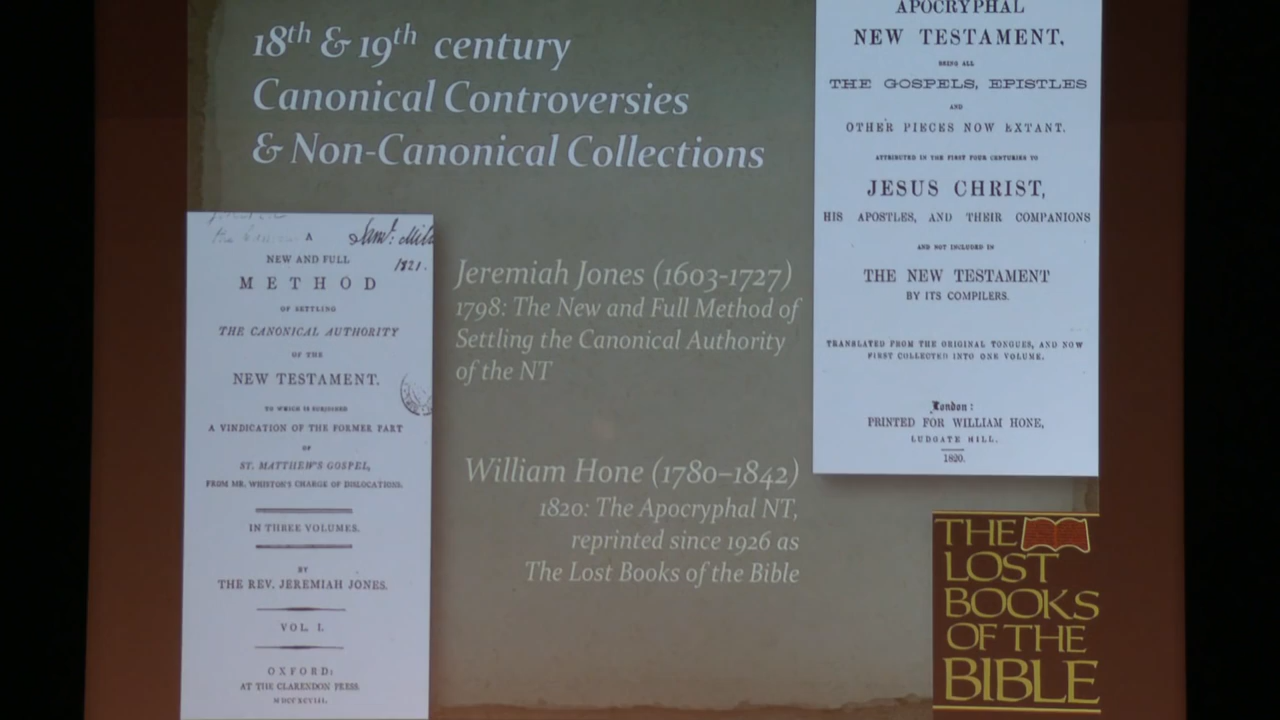 18th & 19th century
Canonical Controversies
& Non-Canonical Collections
A
NEW AND FULL
METHOD
OF SETTLING
THE CANONICAL AUTHORITY
OF THE
NEW TESTAMENT.
TO WHICH IS SUBJOINED
A VINDICATION OF THE FORMER PART
OF
ST. MATTHEW'S GOSPEL,
FROM MR. WHISTON'S CHARGE OF DISLOCATIONS.
IN THREE VOLUMES.
BY
THE REV. JEREMIAH JONES.
VOL. I.
OXFORD:
AT THE CLARENDON PRESS.
MDCCXCVIII.
1821.
Jeremiah Jones (1603-1727)
1798: The New and Full Method of
Settling the Canonical Authority
of the NT
William Hone (1780–1842)
1820: The Apocryphal NT,
reprinted since 1926 as
The Lost Books of the Bible
APOCRYPHAL
NEW TESTAMENT,
BEING ALL
THE GOSPELS, EPISTLES
AND
OTHER PIECES NOW EXTANT.
ATTRIBUTED IN THE FIRST FOUR CENTURIES TO
JESUS CHRIST,
HIS APOSTLES, AND THEIR COMPANIONS
AND NOT INCLUDED IN
THE NEW TESTAMENT
BY ITS COMPILERS.
TRANSLATED FROM THE ORIGINAL TONGUES, AND NOW
FIRST COLLECTED INTO ONE VOLUME.
London:
PRINTED FOR WILLIAM HONE,
LUDGATE HILL.
1820.
THE
LOST
BOOKS
OF THE
BIBLE